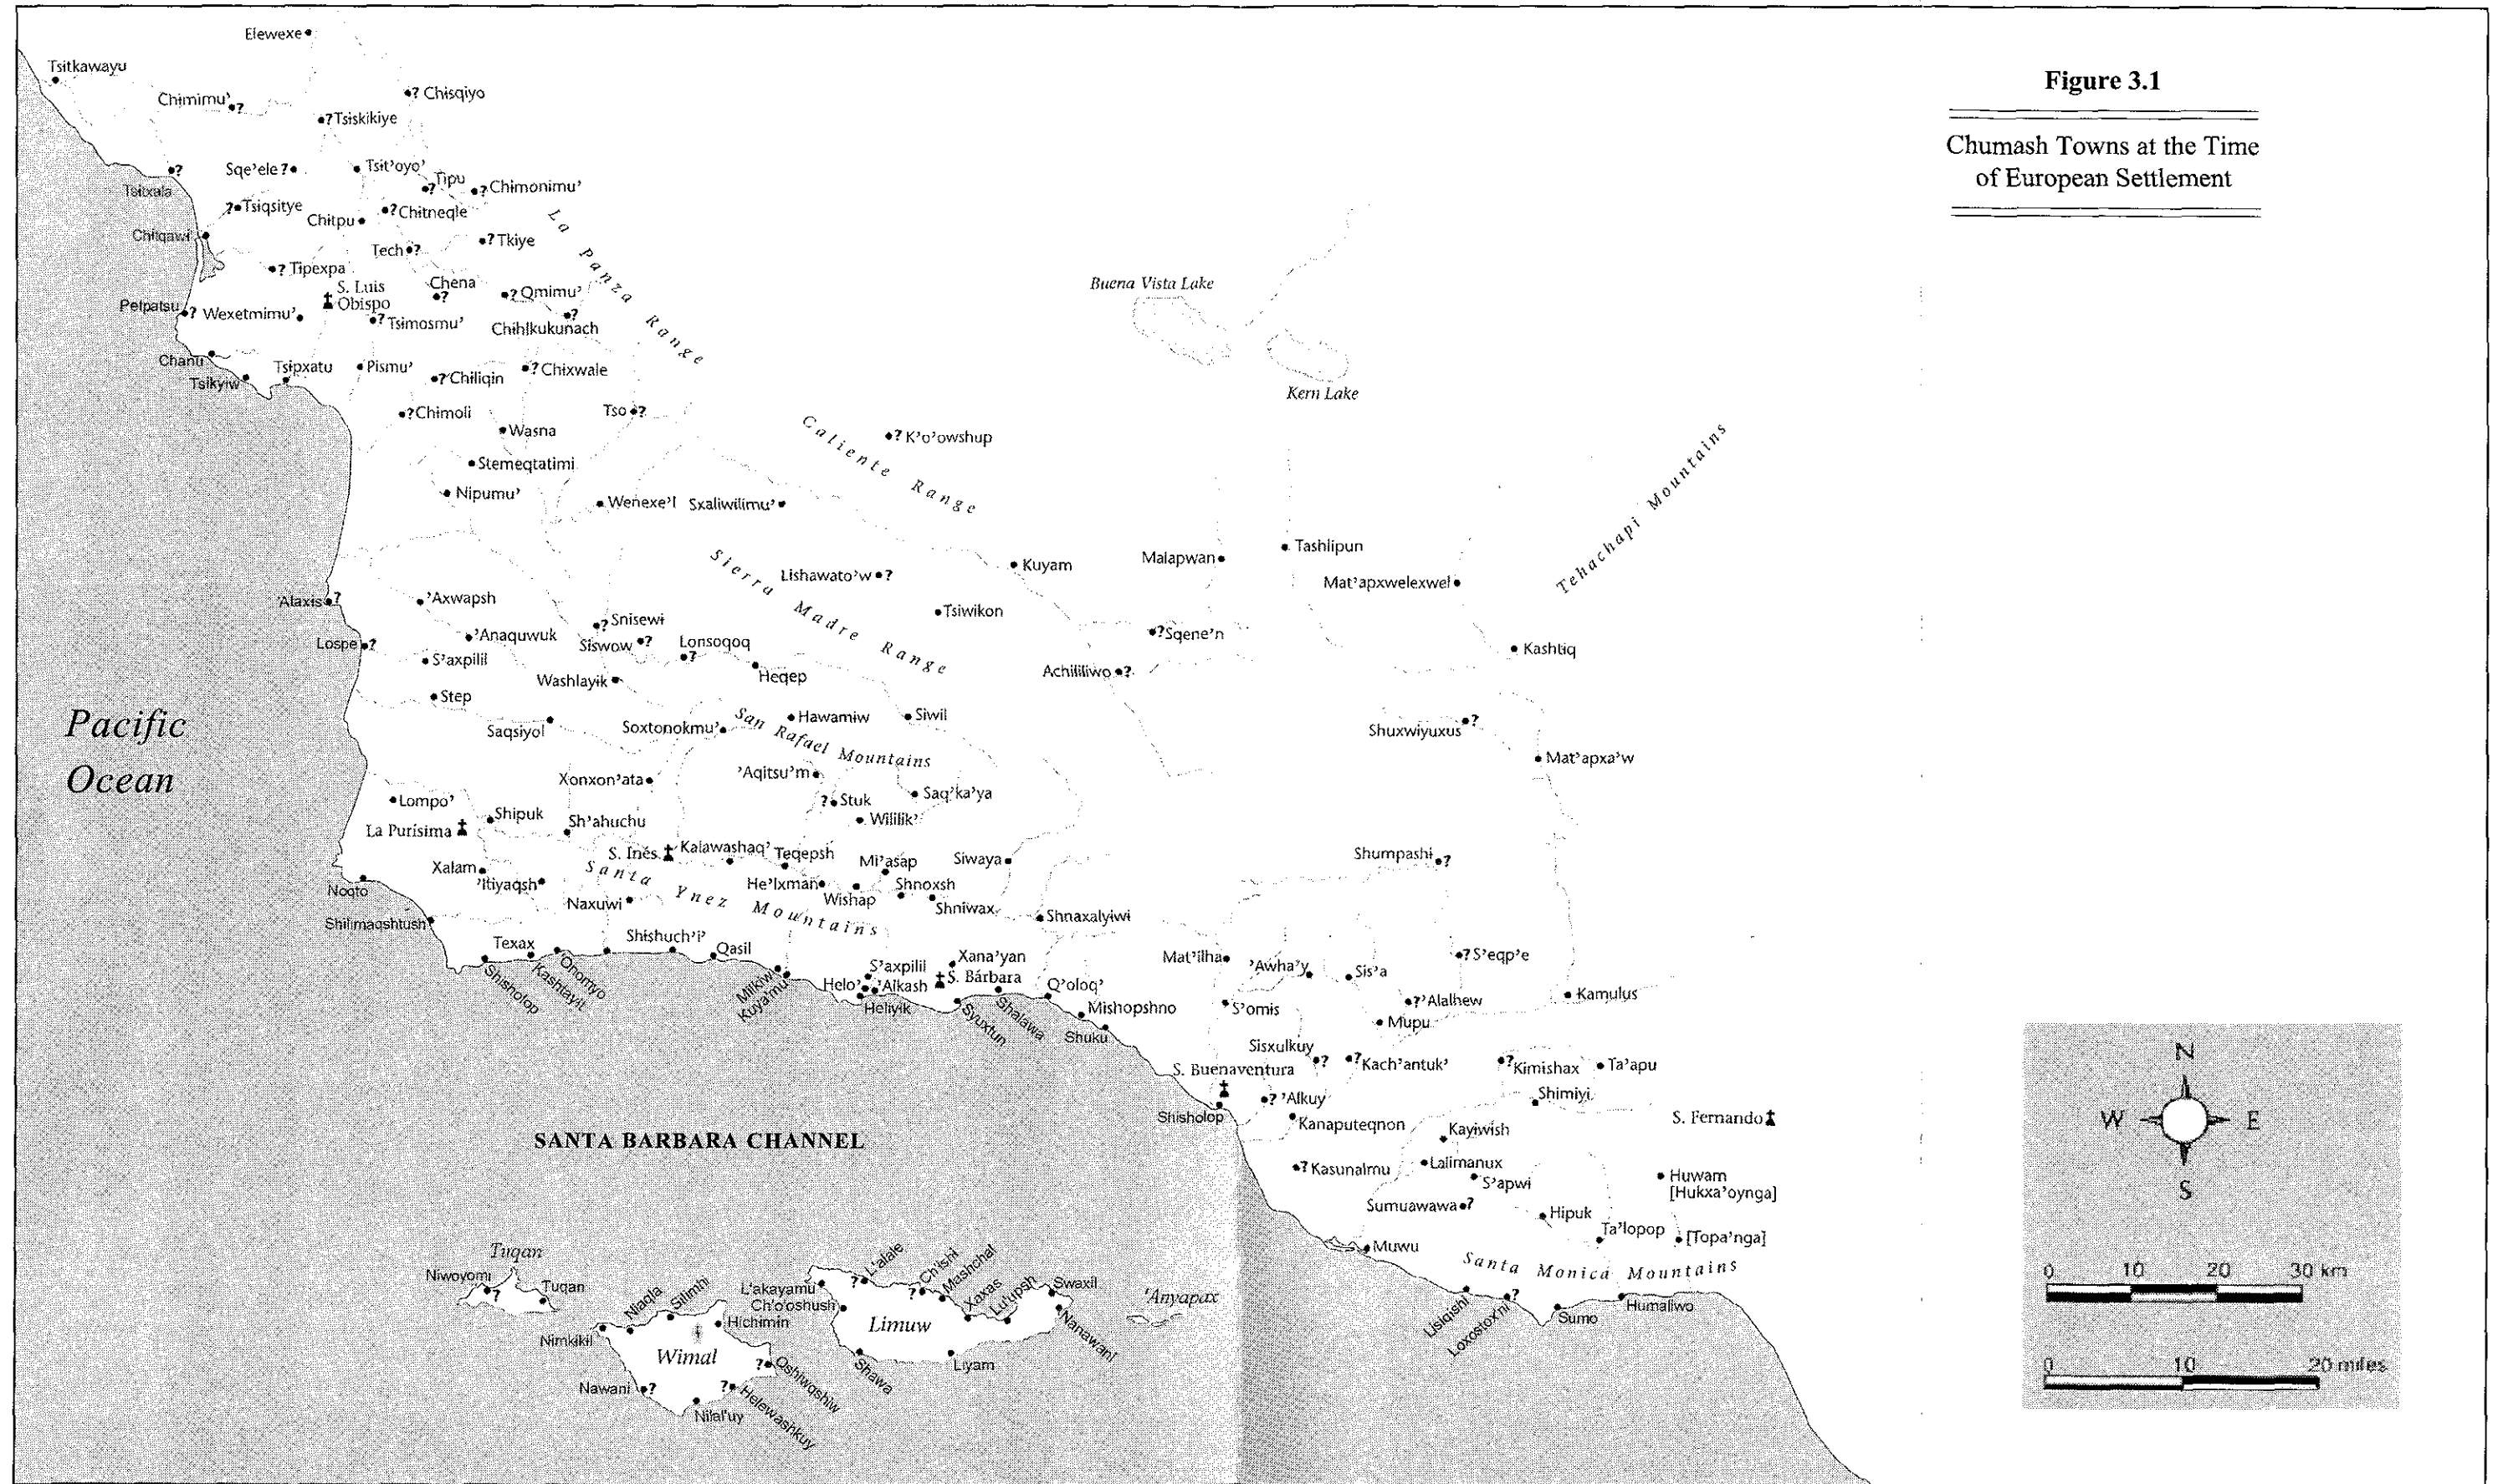 Figure 3.1
Chumash Towns at the Time
of European Settlement
Elewexe
Tsitkawayu
Chimimu’ ?
? Chisqiyo
? Tsiskikiye
?
Tsitxala
Sqe’ele ?
Tsit’oyo’
Tipu
?
? Chimonimu’
? Tsiqsitye
Chitpu
? Chitneqle
Chitqawi
Tech ?
? Tkiye
La Panza Range
? Tipexpa
S. Luis
Obispo
Chena
?
? Qmimu’
Petpatsu ?
Wexetmimu’
? Tsimosmu’
?
Chihlkukunach
Buena Vista Lake
Kern Lake
Chanu
Tsikyiw
Tsipxatu
Pismu’
? Chiliqin
? Chixwale
? Chimoli
Tso ?
Wasna
Caliente Range
? K’o’owshup
Tehachapi Mountains
Stemeqtatimi
Nipumu’
Wenexe’l
Sxaliwilimu’
Sierra Madre Range
Lishawato’w ?
Kuyam
Malapwan
Tashlipun
Mat’apxwelexwel
’Alaxis ?
’Axwapsh
Tsiwikon
? Snisewi
’Anaquwuk
Siswow ?
Lonsoqoq
?
? Sqene’n
Kashtiq
Lospe ?
S’axpilil
Heqep
Achililiwo ?
Washlayik
Step
Pacific
Ocean
Saqsiyol
Soxtonokmu’
San Rafael Mountains
Hawamiw
Siwil
Shuxwiyuxus ?
Mat’apxa’w
Xonxon’ata
’Aqitsu’m
? Stuk
Saq’ka’ya
Wililik’
Lompo’
La Purísima
Shipuk
Sh’ahuchu
S. Inés
Kalawashaq’
Teqepsh
Mi’asap
Siwaya
Shumpashi ?
Xalam
’Itiyaqsh
Santa Ynez Mountains
He’lxman
Wishap
Shnoxsh
Shniwax
Noqto
Naxuwi
Shnaxalyiwi
Shilimaqshtush
Texax
Shishuch’i’
Qasil
Shisholop
Kashtayit
’Onomyo
Mikiw
Kuya’mu
S’axpilil
Helo’
’Alkash
Heliyik
Xana’yan
S. Bárbara
Syuxtun
Shalawa
Q’oloq’
Mishopshno
Shuku
Mat’ilha
’Awha’y
Sis’a
? S’eqp’e
S’omis
? ’Alalhew
Kamulus
Mupu
Sisxulkuy ?
? Kach’antuk’
? Kimishax
Ta’apu
S. Buenaventura
Shimiyi
Shisholop
? ’Alkuy
Kanaputeqnon
Kayiwish
S. Fernando
SANTA BARBARA CHANNEL
? Kasunalmu
Lalimanux
S’apwi
Huwam
[Hukxa’oynga]
Sumuawawa ?
Hipuk
Ta’lopop
[Topa’nga]
Muwu
Santa Monica Mountains
Lisiqishi
Loxostox’ni ?
Sumo
Humaliwo
Tuqan
Niwoyomi
?
Tuqan
Niaqla
Silimhi
Nimkikil
Hichimin
Wimal
Nawani ?
? Oshiwqshiw
? Helewashkuy
Nilal’uy
L’akayamu
Ch’o’oshush
? L’alale
? Ch’ishi
Mashchal
Xaxas
Lu’upsh
Swaxil
Nanawani
Limuw
Shawa
Liyam
’Anyapax
N
W E
S
0 10 20 30 km
0 10 20 miles